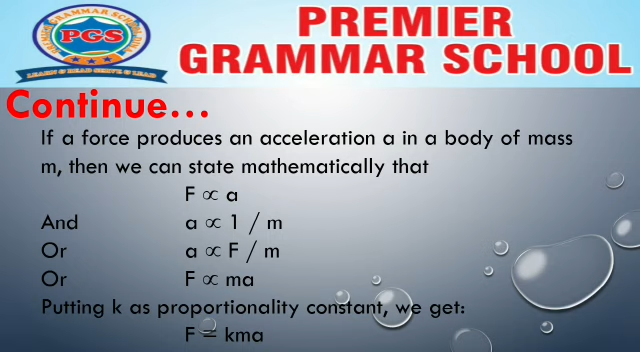 PREMIER
GRAMMAR SCHOOL
PGS
Continue...
If a force produces an acceleration a in a body of mass
m, then we can state mathematically that
F ∝ a
And a ∝ 1 / m
Or a ∝ F / m
Or F ∝ ma
Putting k as proportionality constant, we get:
F = kma